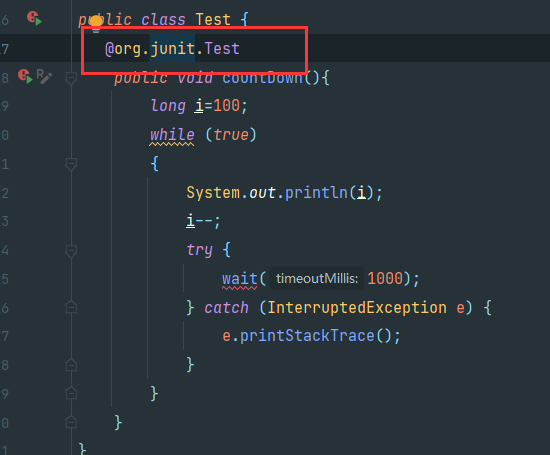 6 public class Test {
7 @org.junit.Test
8 public void countDown(){
9 long i=100;
0 while (true)
1 {
2 System.out.println(i);
3 i--;
4 try {
5 wait( timeoutMillis: 1000);
6 } catch (InterruptedException e) {
7 e.printStackTrace();
8 }
9 }
0 }
1 }